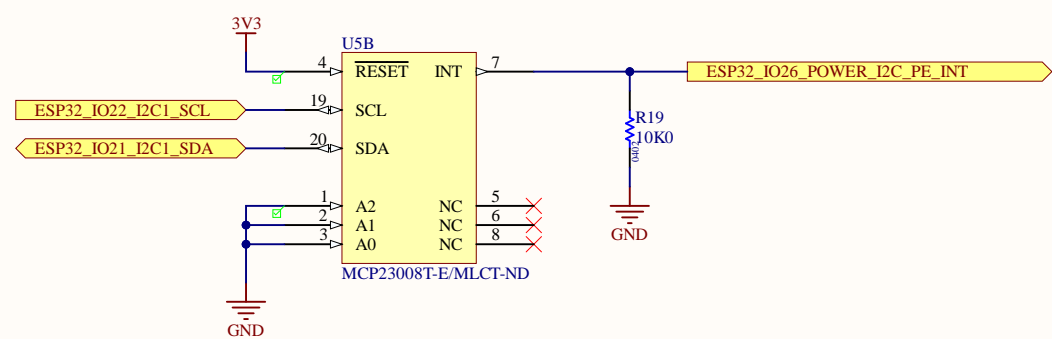 3V3
U5B
4 RESET INT 7 ESP32_IO26_POWER_I2C_PE_INT
ESP32_IO22_I2C1_SCL 19 SCL
R19
10K0
0402
ESP32_IO21_I2C1_SDA 20 SDA
1 A2 NC 5
2 A1 NC 6
3 A0 NC 8
GND
MCP23008T-E/MLCT-ND
GND